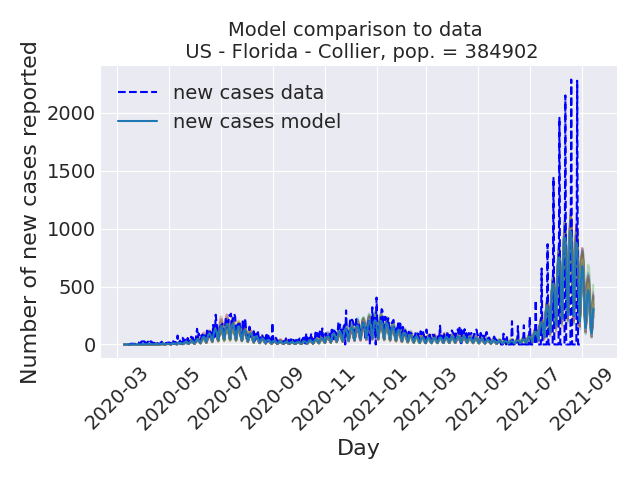 Model comparison to data
US - Florida - Collier, pop. = 384902
new cases data
new cases model
Number of new cases reported
2000
1500
1000
500
0
2020-03
2020-05
2020-07
2020-09
2020-11
2021-01
2021-03
2021-05
2021-07
2021-09
Day